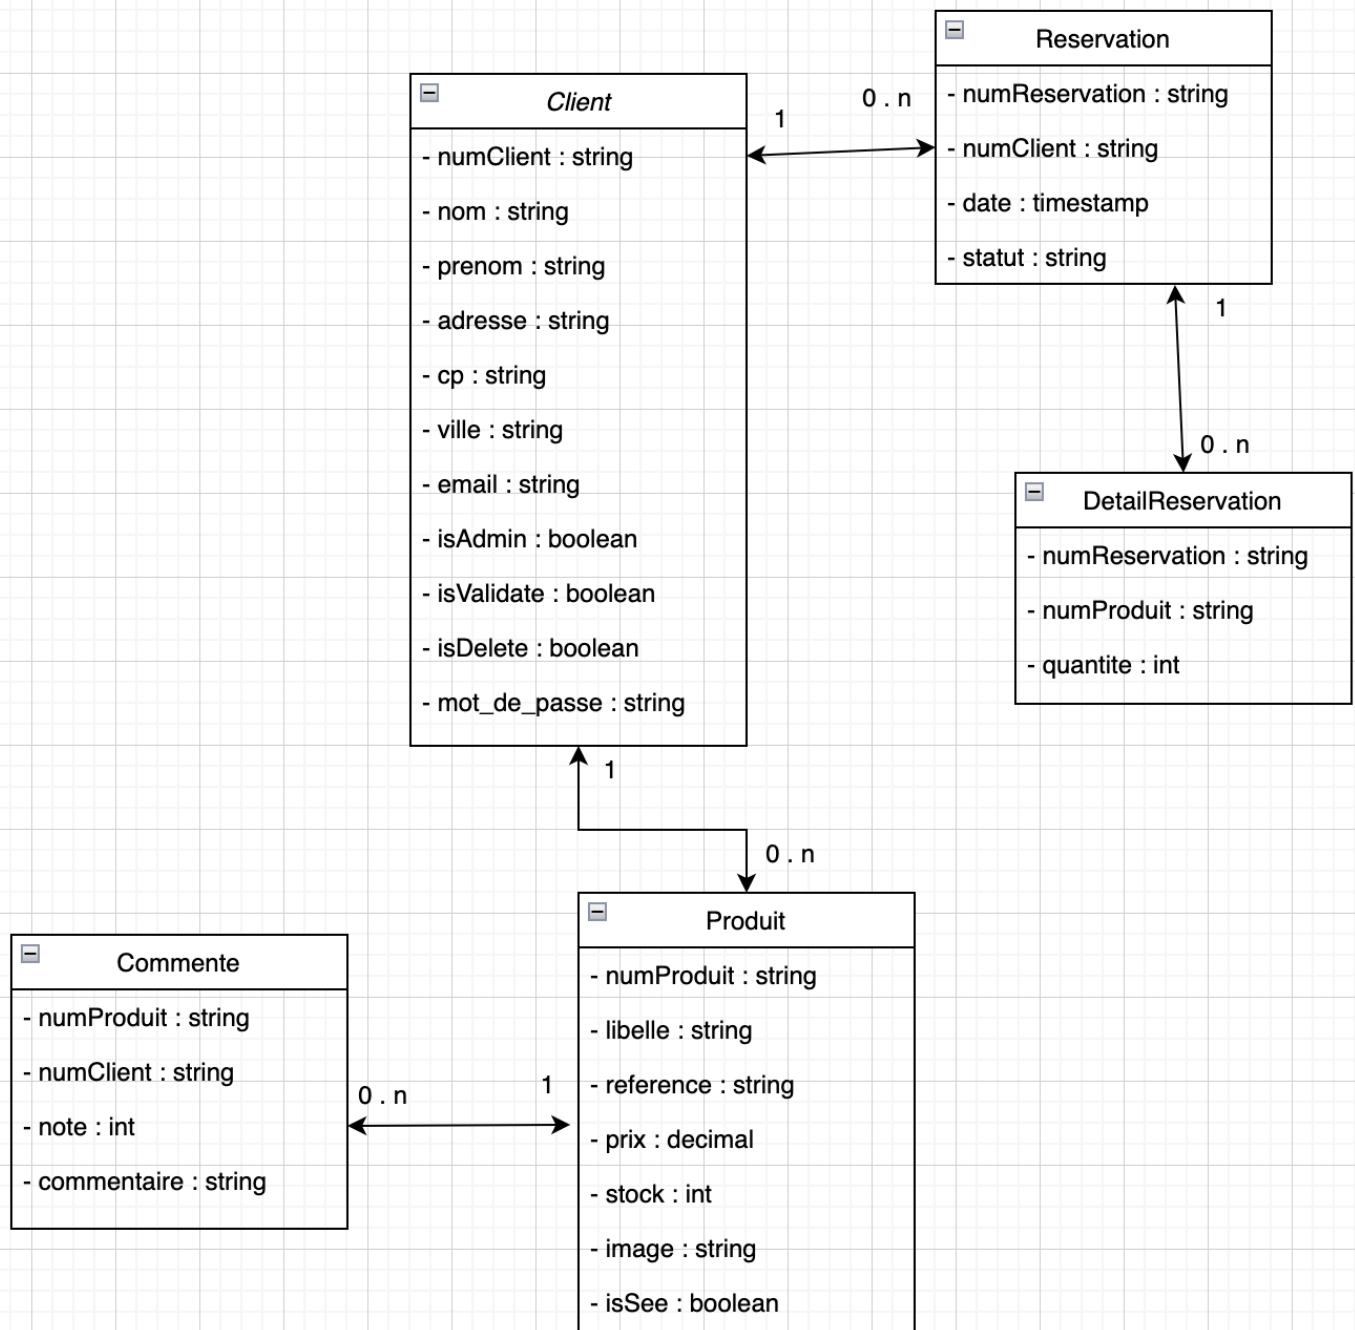 Reservation
- numReservation : string
- numClient : string
- date : timestamp
- statut : string
Client
- numClient : string
- nom : string
- prenom : string
- adresse : string
- cp : string
- ville : string
- email : string
- isAdmin : boolean
- isValidate : boolean
- isDelete : boolean
- mot_de_passe : string
1
0 . n
1
0 . n
DetailReservation
- numReservation : string
- numProduit : string
- quantite : int
1
0 . n
Produit
- numProduit : string
- libelle : string
- reference : string
- prix : decimal
- stock : int
- image : string
- isSee : boolean
Commente
- numProduit : string
- numClient : string
- note : int
- commentaire : string
0 . n
1